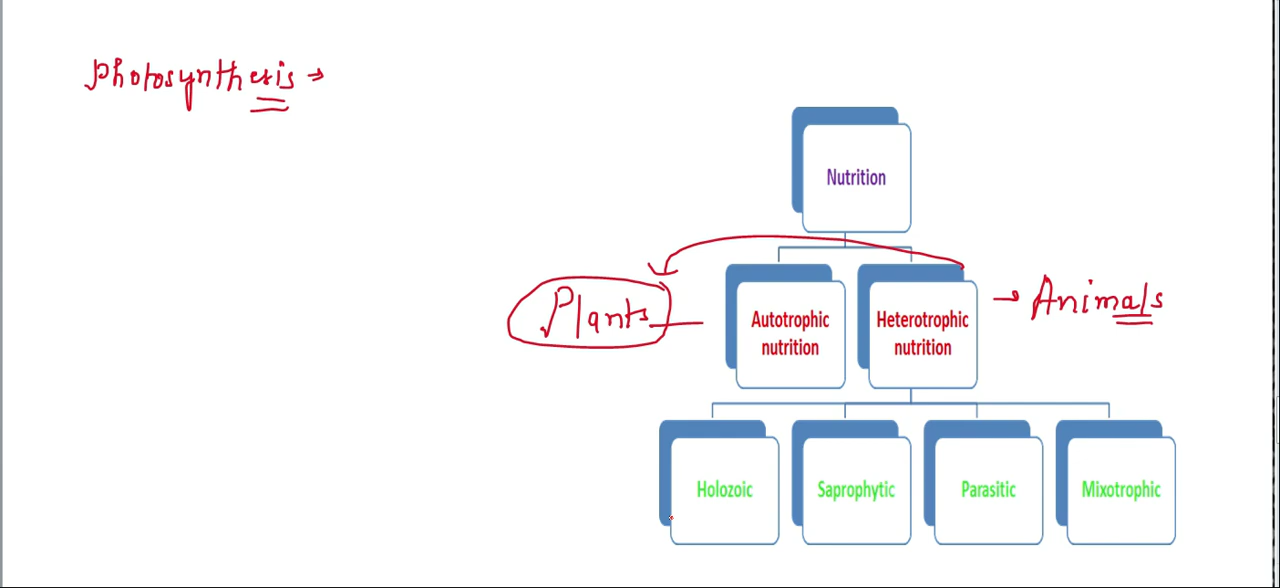 Photosynthesis →
Nutrition
Plants
Autotrophic
nutrition
Heterotrophic
nutrition
→ Animals
Holozoic
Saprophytic
Parasitic
Mixotrophic